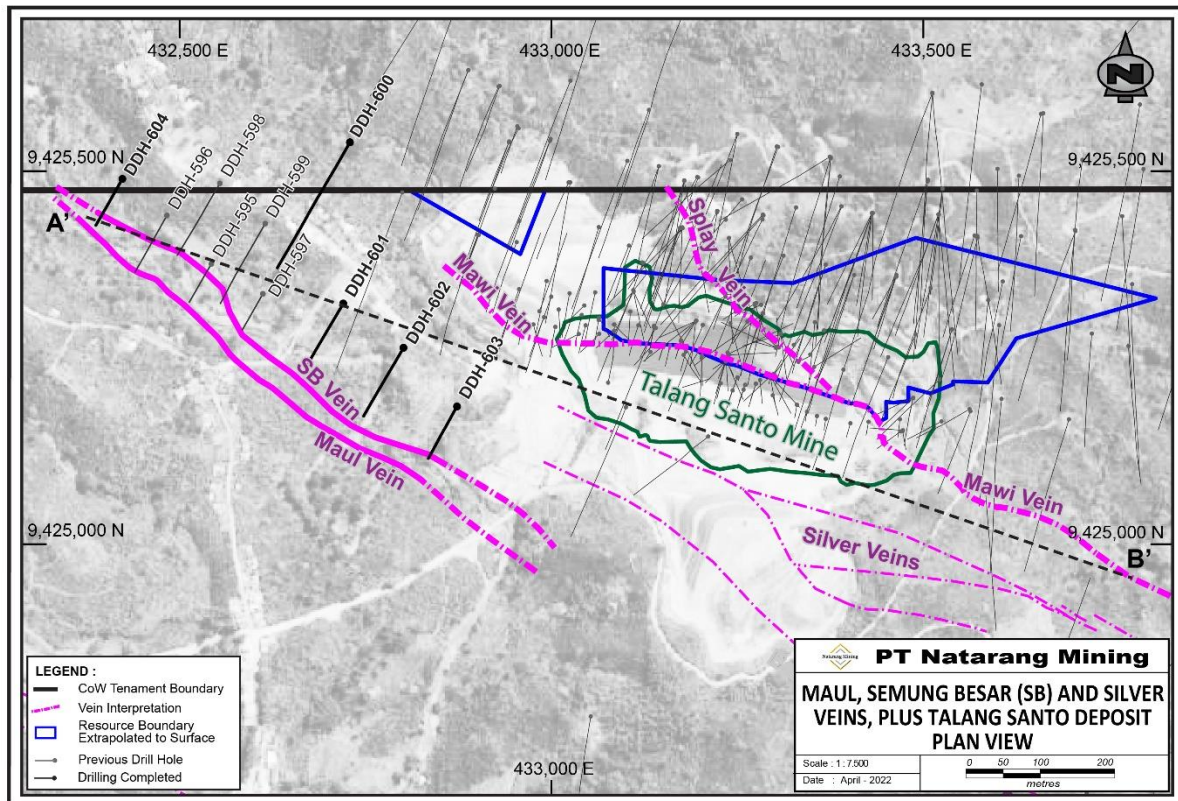 432,500 E
433,000 E
433,500 E
N
DDH-600
DDH-604
DDH-598
DDH-596
DDH-599
DDH-595
9,425,500 N
9,425,500 N
A'
DDH-597
DDH-601
DDH-602
DDH-603
Splay
Vein
Mawi Vein
SB Vein
Maul Vein
Talang Santo Mine
Mawi Vein
Silver Veins
9,425,000 N
9,425,000 N
B'
433,000 E
LEGEND :
CoW Tenament Boundary
Vein Interpretation
Resource Boundary
Extrapolated to Surface
Previous Drill Hole
Drilling Completed
Natarang Mining
PT Natarang Mining
MAUL, SEMUNG BESAR (SB) AND SILVER
VEINS, PLUS TALANG SANTO DEPOSIT
PLAN VIEW
Scale : 1 : 7.500
Date : April - 2022
0 50 100 200
metres